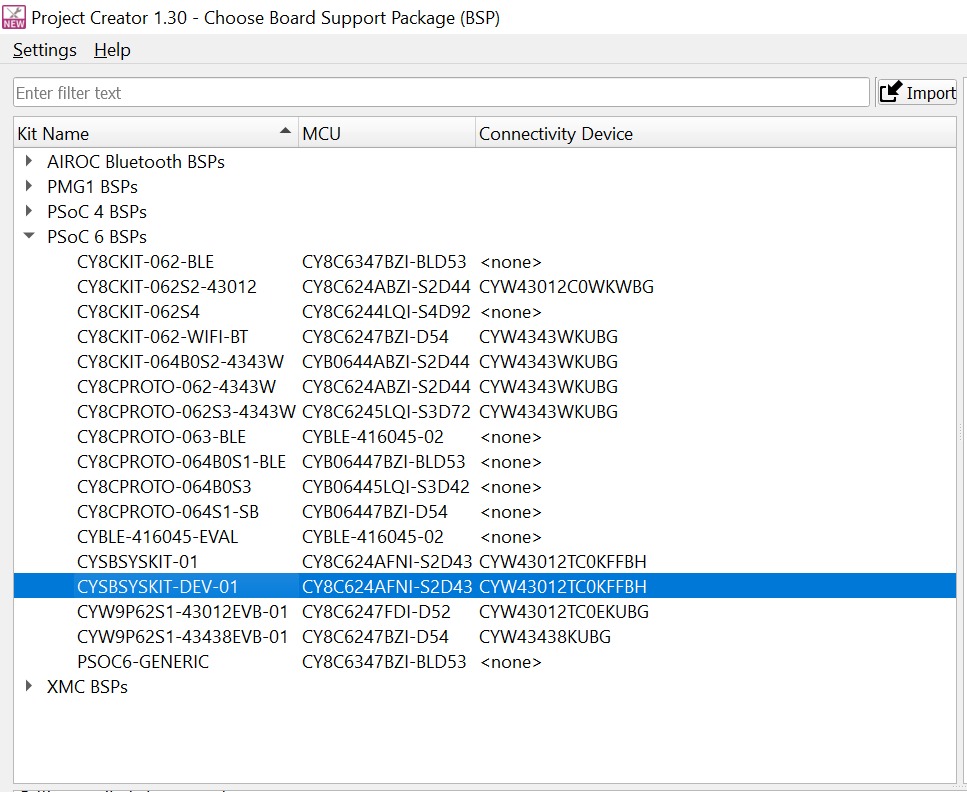 NEW Project Creator 1.30 - Choose Board Support Package (BSP)
Settings Help
Enter filter text Import
Kit Name MCU Connectivity Device
AIROC Bluetooth BSPs
PMG1 BSPs
PSoC 4 BSPs
PSoC 6 BSPs
CY8CKIT-062-BLE CY8C6347BZI-BLD53 <none>
CY8CKIT-062S2-43012 CY8C624ABZI-S2D44 CYW43012C0WKWBG
CY8CKIT-062S4 CY8C6244LQI-S4D92 <none>
CY8CKIT-062-WIFI-BT CY8C6247BZI-D54 CYW4343WKUBG
CY8CKIT-064B0S2-4343W CYB0644ABZI-S2D44 CYW4343WKUBG
CY8CPROTO-062-4343W CY8C624ABZI-S2D44 CYW4343WKUBG
CY8CPROTO-062S3-4343W CY8C6245LQI-S3D72 CYW4343WKUBG
CY8CPROTO-063-BLE CYBLE-416045-02 <none>
CY8CPROTO-064B0S1-BLE CYB06447BZI-BLD53 <none>
CY8CPROTO-064B0S3 CYB06445LQI-S3D42 <none>
CY8CPROTO-064S1-SB CYB06447BZI-D54 <none>
CYBLE-416045-EVAL CYBLE-416045-02 <none>
CYSBSYSKIT-01 CY8C624AFNI-S2D43 CYW43012TC0KFFBH
CYSBSYSKIT-DEV-01 CY8C624AFNI-S2D43 CYW43012TC0KFFBH
CYW9P62S1-43012EVB-01 CY8C6247FDI-D52 CYW43012TC0EKUBG
CYW9P62S1-43438EVB-01 CY8C6247BZI-D54 CYW43438KUBG
PSOC6-GENERIC CY8C6347BZI-BLD53 <none>
XMC BSPs